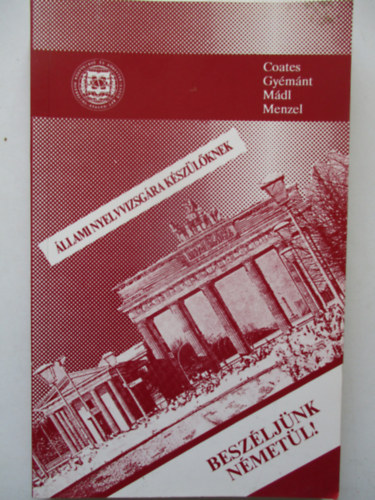 Coates
Gyémánt
Mádl
Menzel
ÁLLAMI NYELVVIZSGÁRA KÉSZÜLŐKNEK
BESZÉLJÜNK
NÉMETÜL!